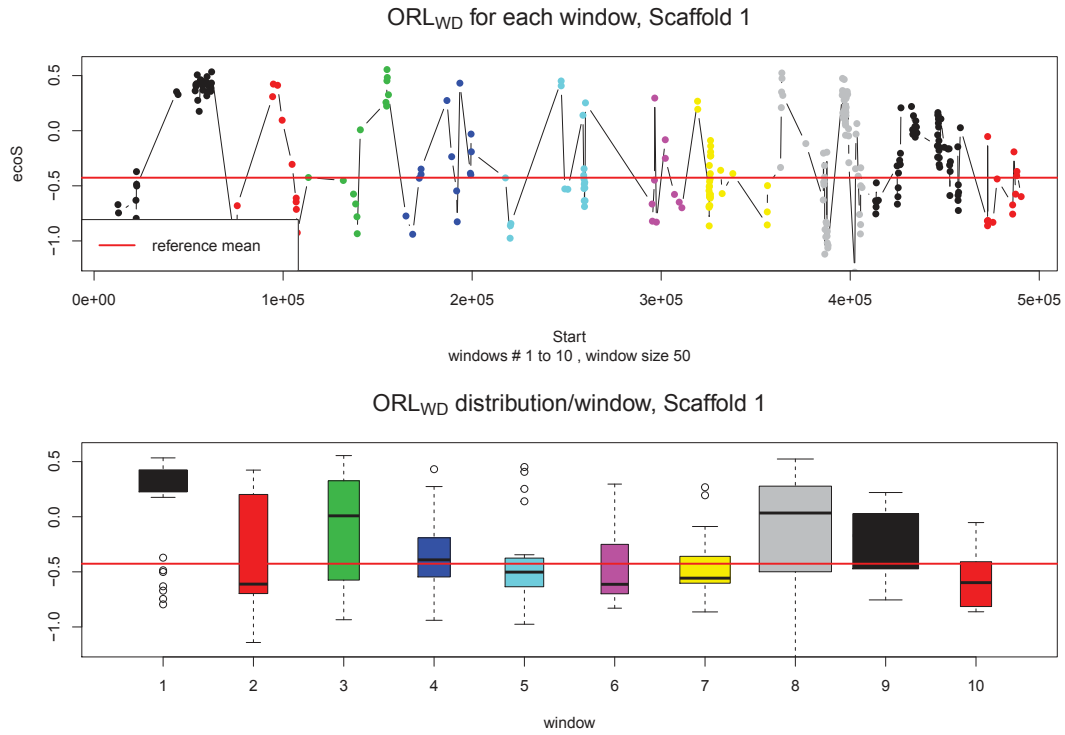 ORLWD for each window, Scaffold 1
ecoS
0.5
0.0
−0.5
−1.0
reference mean
0e+00 1e+05 2e+05 3e+05 4e+05 5e+05
Start
windows # 1 to 10 , window size 50
ORLWD distribution/window, Scaffold 1
0.5
0.0
−0.5
−1.0
1 2 3 4 5 6 7 8 9 10
window